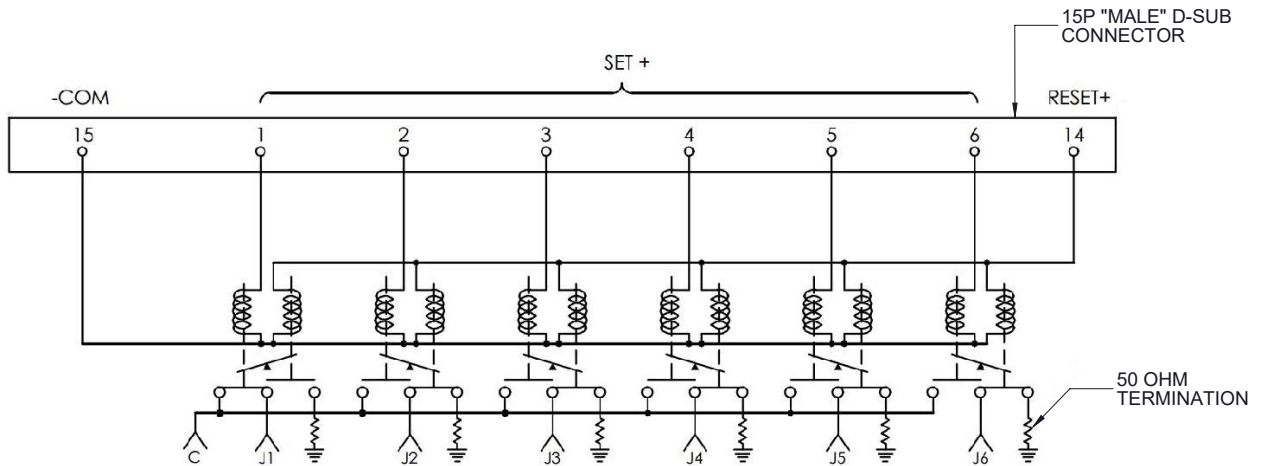 15P "MALE" D-SUB
CONNECTOR
SET +
-COM
RESET+
15 1 2 3 4 5 6 14
50 OHM
TERMINATION
C J1 J2 J3 J4 J5 J6